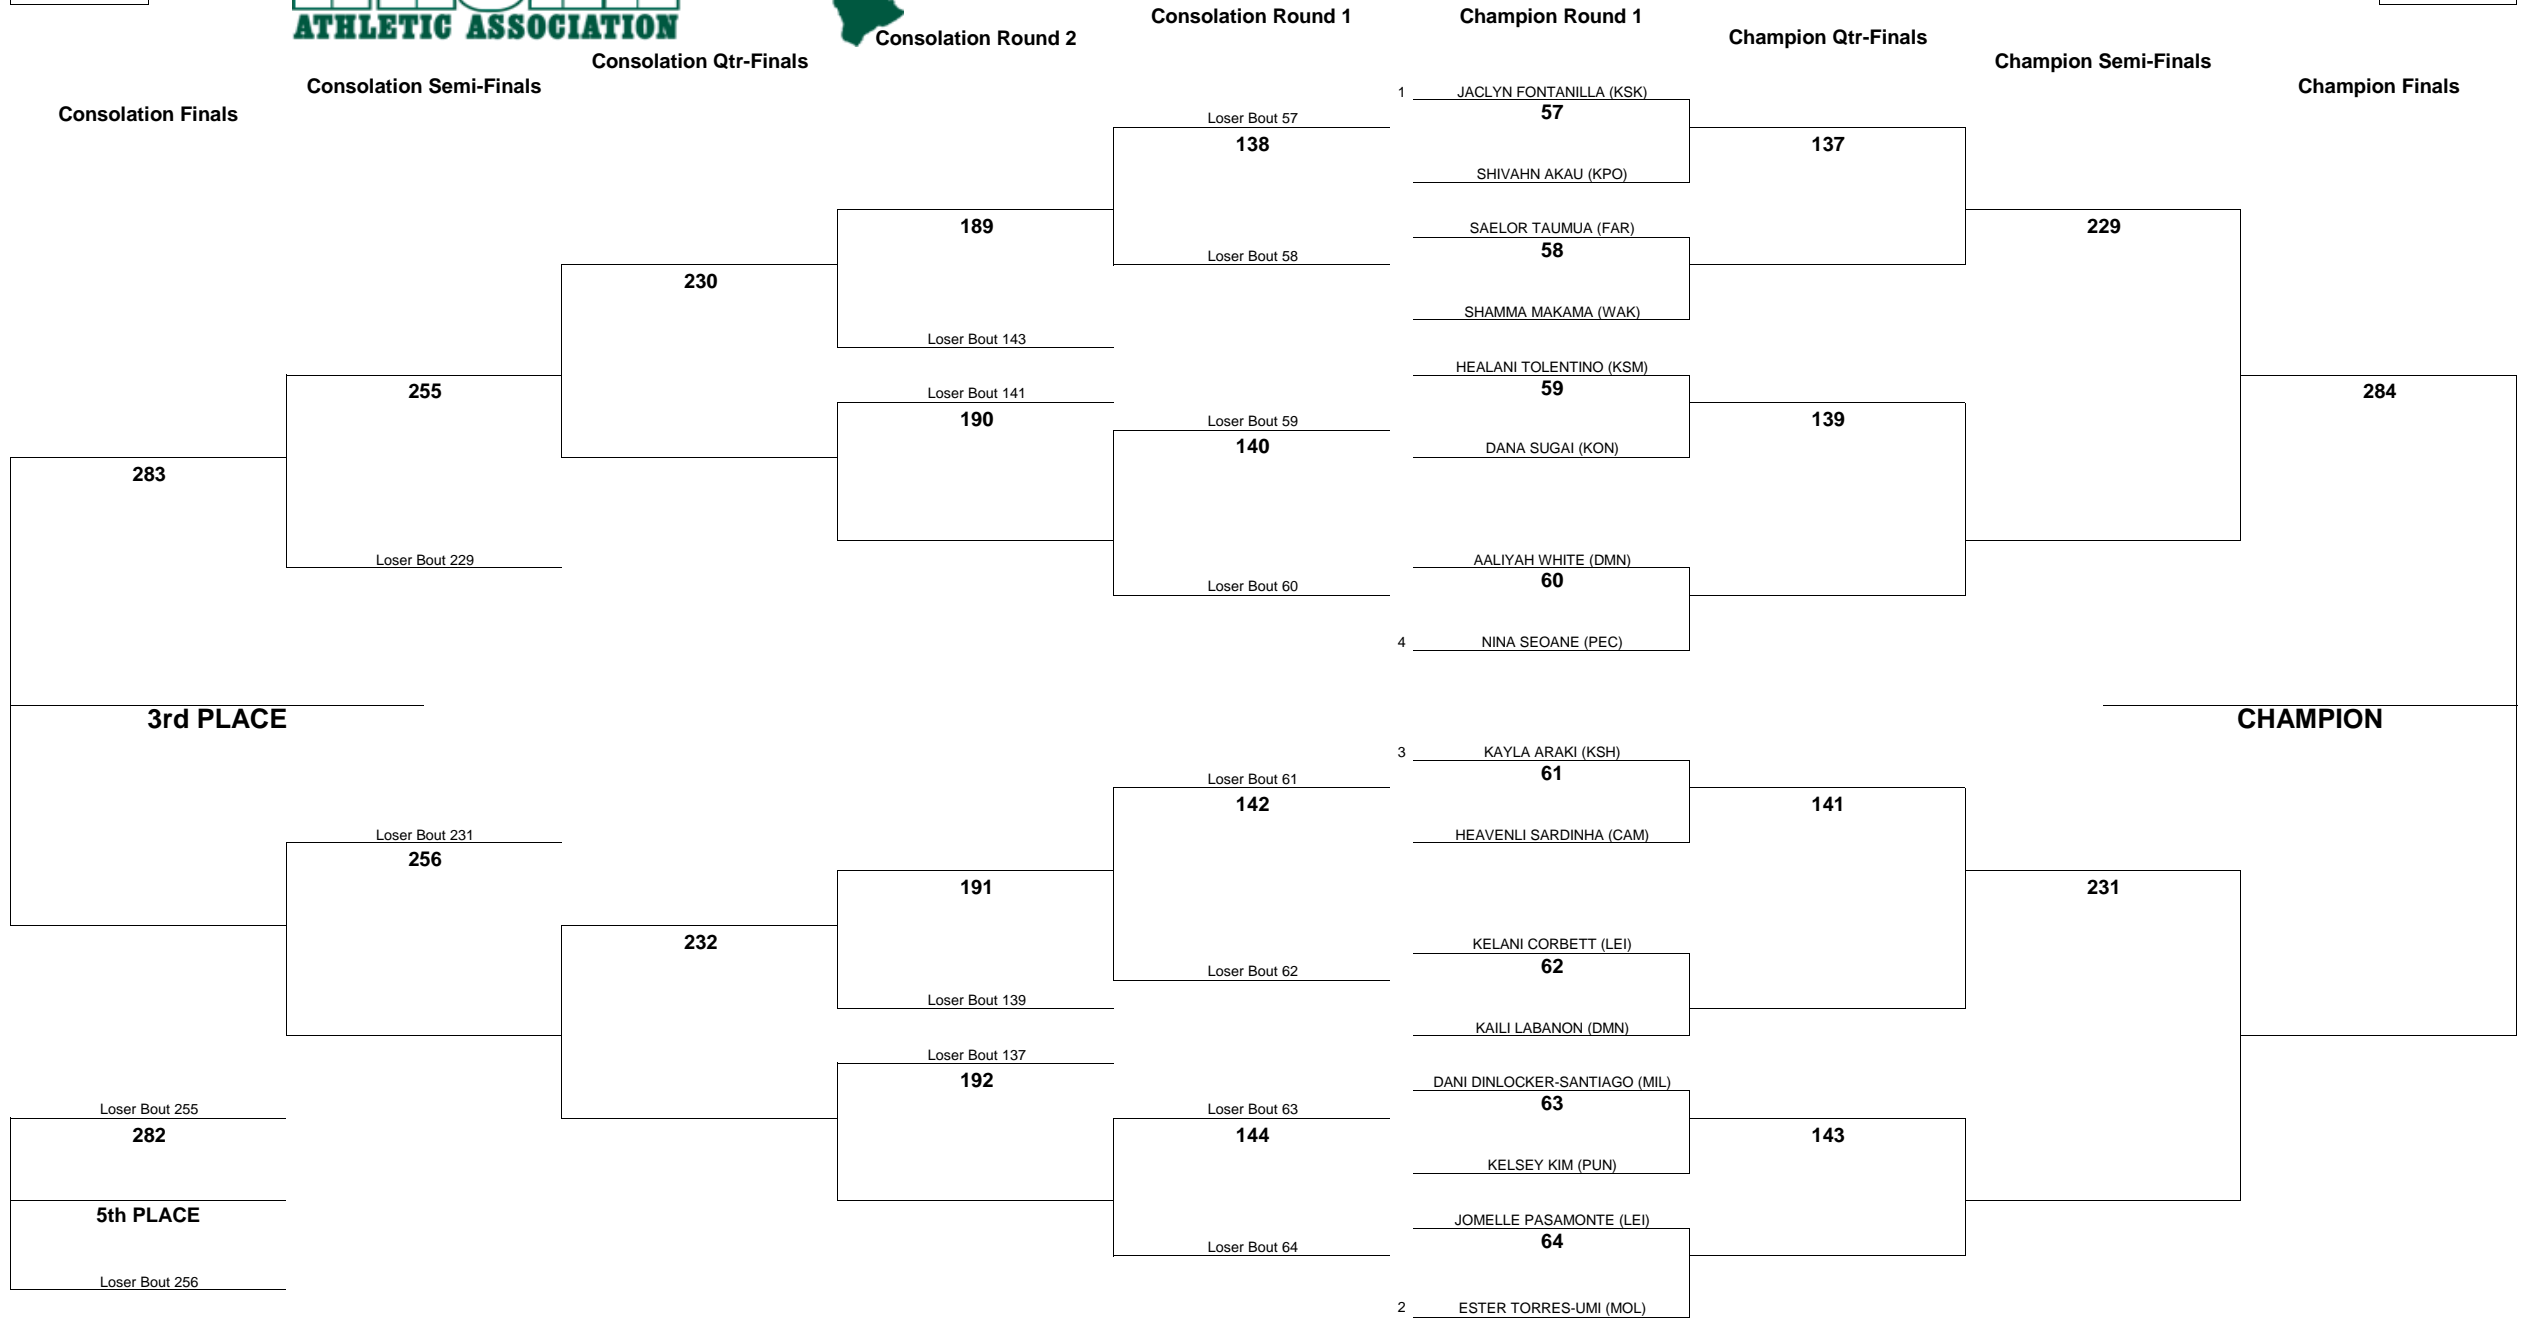 ATHLETIC ASSOCIATION
Consolation Round 1
Champion Round 1
Consolation Round 2
Champion Qtr-Finals
Consolation Qtr-Finals
Champion Semi-Finals
Consolation Semi-Finals
Champion Finals
Consolation Finals
1 JACLYN FONTANILLA (KSK)
57
Loser Bout 57
138
137
SHIVAHN AKAU (KPO)
189
SAELOR TAUMUA (FAR)
229
58
Loser Bout 58
230
SHAMMA MAKAMA (WAK)
Loser Bout 143
HEALANI TOLENTINO (KSM)
255
59
284
Loser Bout 141
190
Loser Bout 59
139
140
DANA SUGAI (KON)
283
Loser Bout 229
AALIYAH WHITE (DMN)
60
Loser Bout 60
4 NINA SEOANE (PEC)
3rd PLACE
CHAMPION
3 KAYLA ARAKI (KSH)
61
Loser Bout 61
142
141
Loser Bout 231
HEAVENLI SARDINHA (CAM)
256
191
231
232
KELANI CORBETT (LEI)
62
Loser Bout 62
Loser Bout 139
KAILI LABANON (DMN)
Loser Bout 137
192
DANI DINLOCKER-SANTIAGO (MIL)
63
Loser Bout 255
Loser Bout 63
282
144
143
KELSEY KIM (PUN)
5th PLACE
JOMELLE PASAMONTE (LEI)
64
Loser Bout 64
Loser Bout 256
2 ESTER TORRES-UMI (MOL)